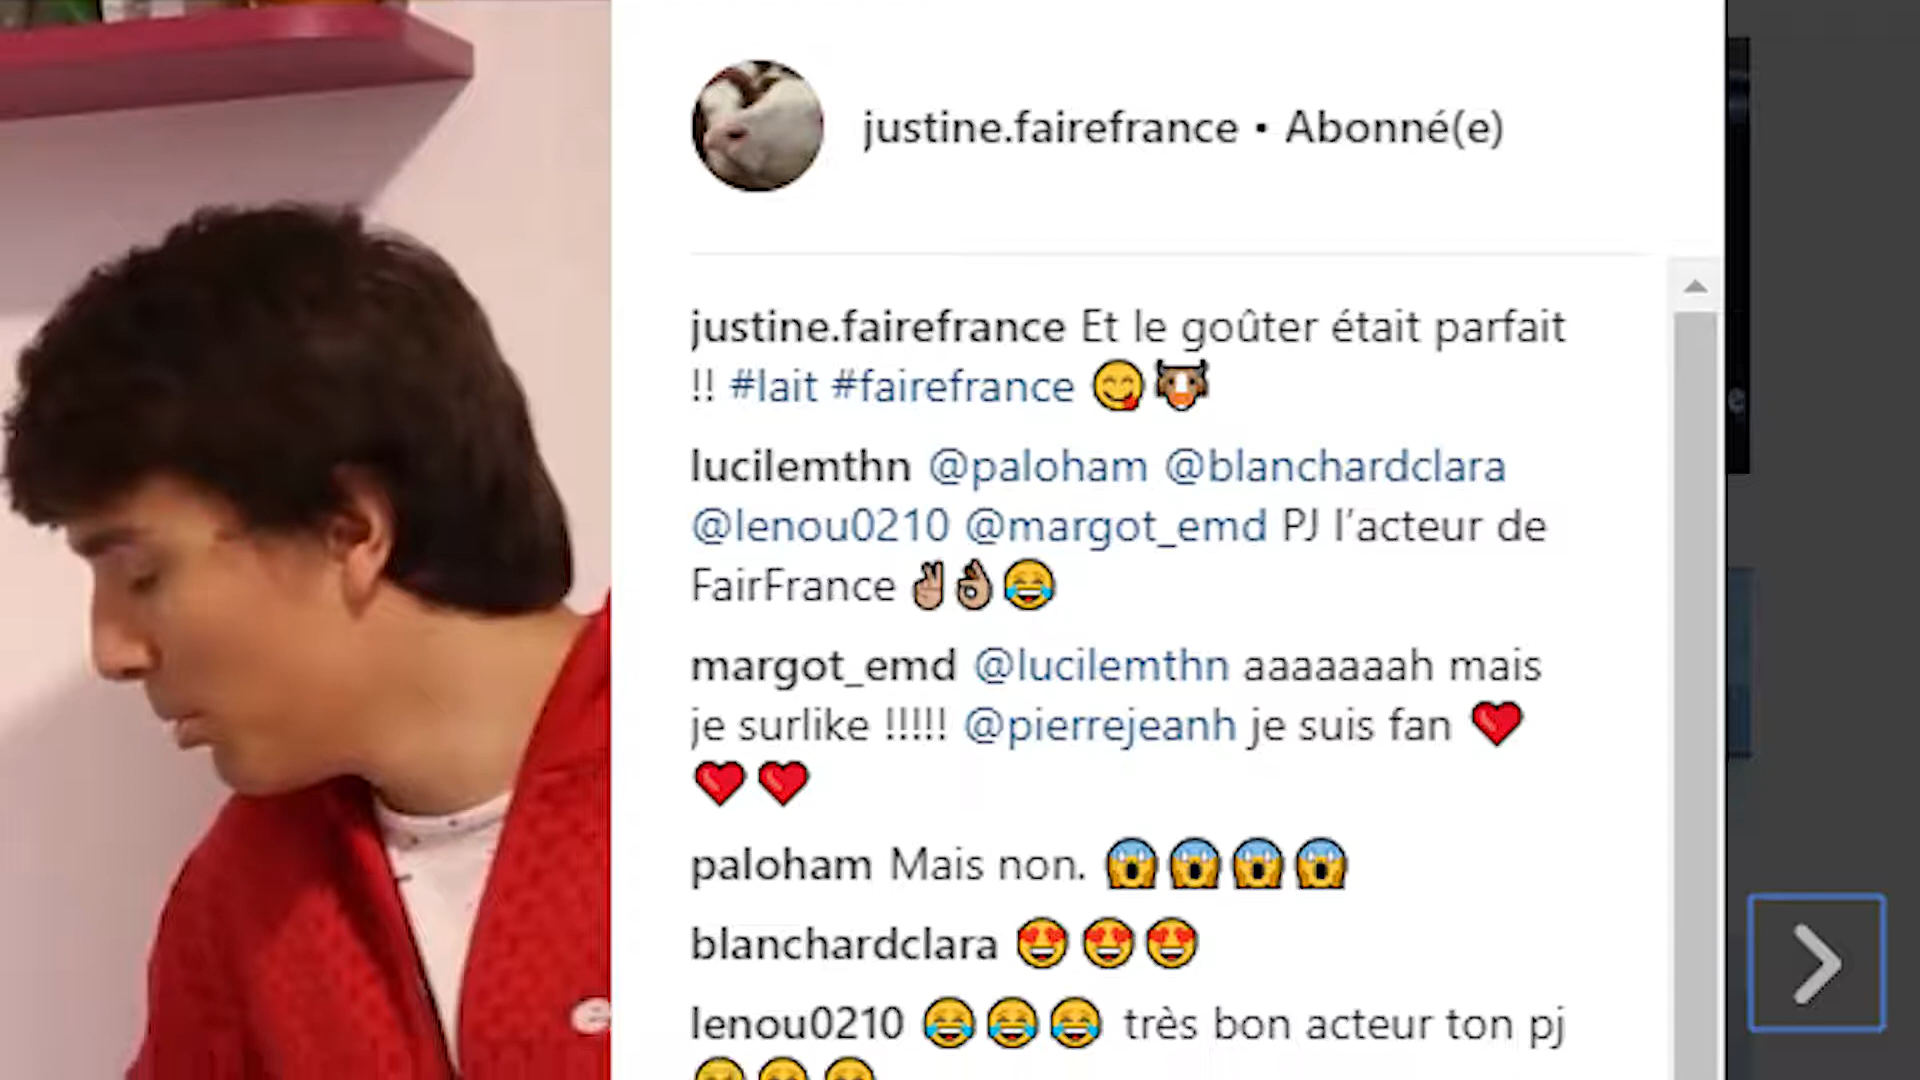 justine.fairefrance • Abonné(e)
justine.fairefrance Et le goûter était parfait
!! #lait #fairefrance 😋🐮
lucilemthn @paloham @blanchardclara
@lenou0210 @margot_emd PJ l’acteur de
FairFrance ✌🏽👌🏽😂
margot_emd @lucilemthn aaaaaaah mais
je surlike !!!!! @pierrejeanh je suis fan ❤
❤❤
paloham Mais non. 😱😱😱😱
blanchardclara 😍😍😍
lenou0210 😂😂😂 très bon acteur ton pj
e
e